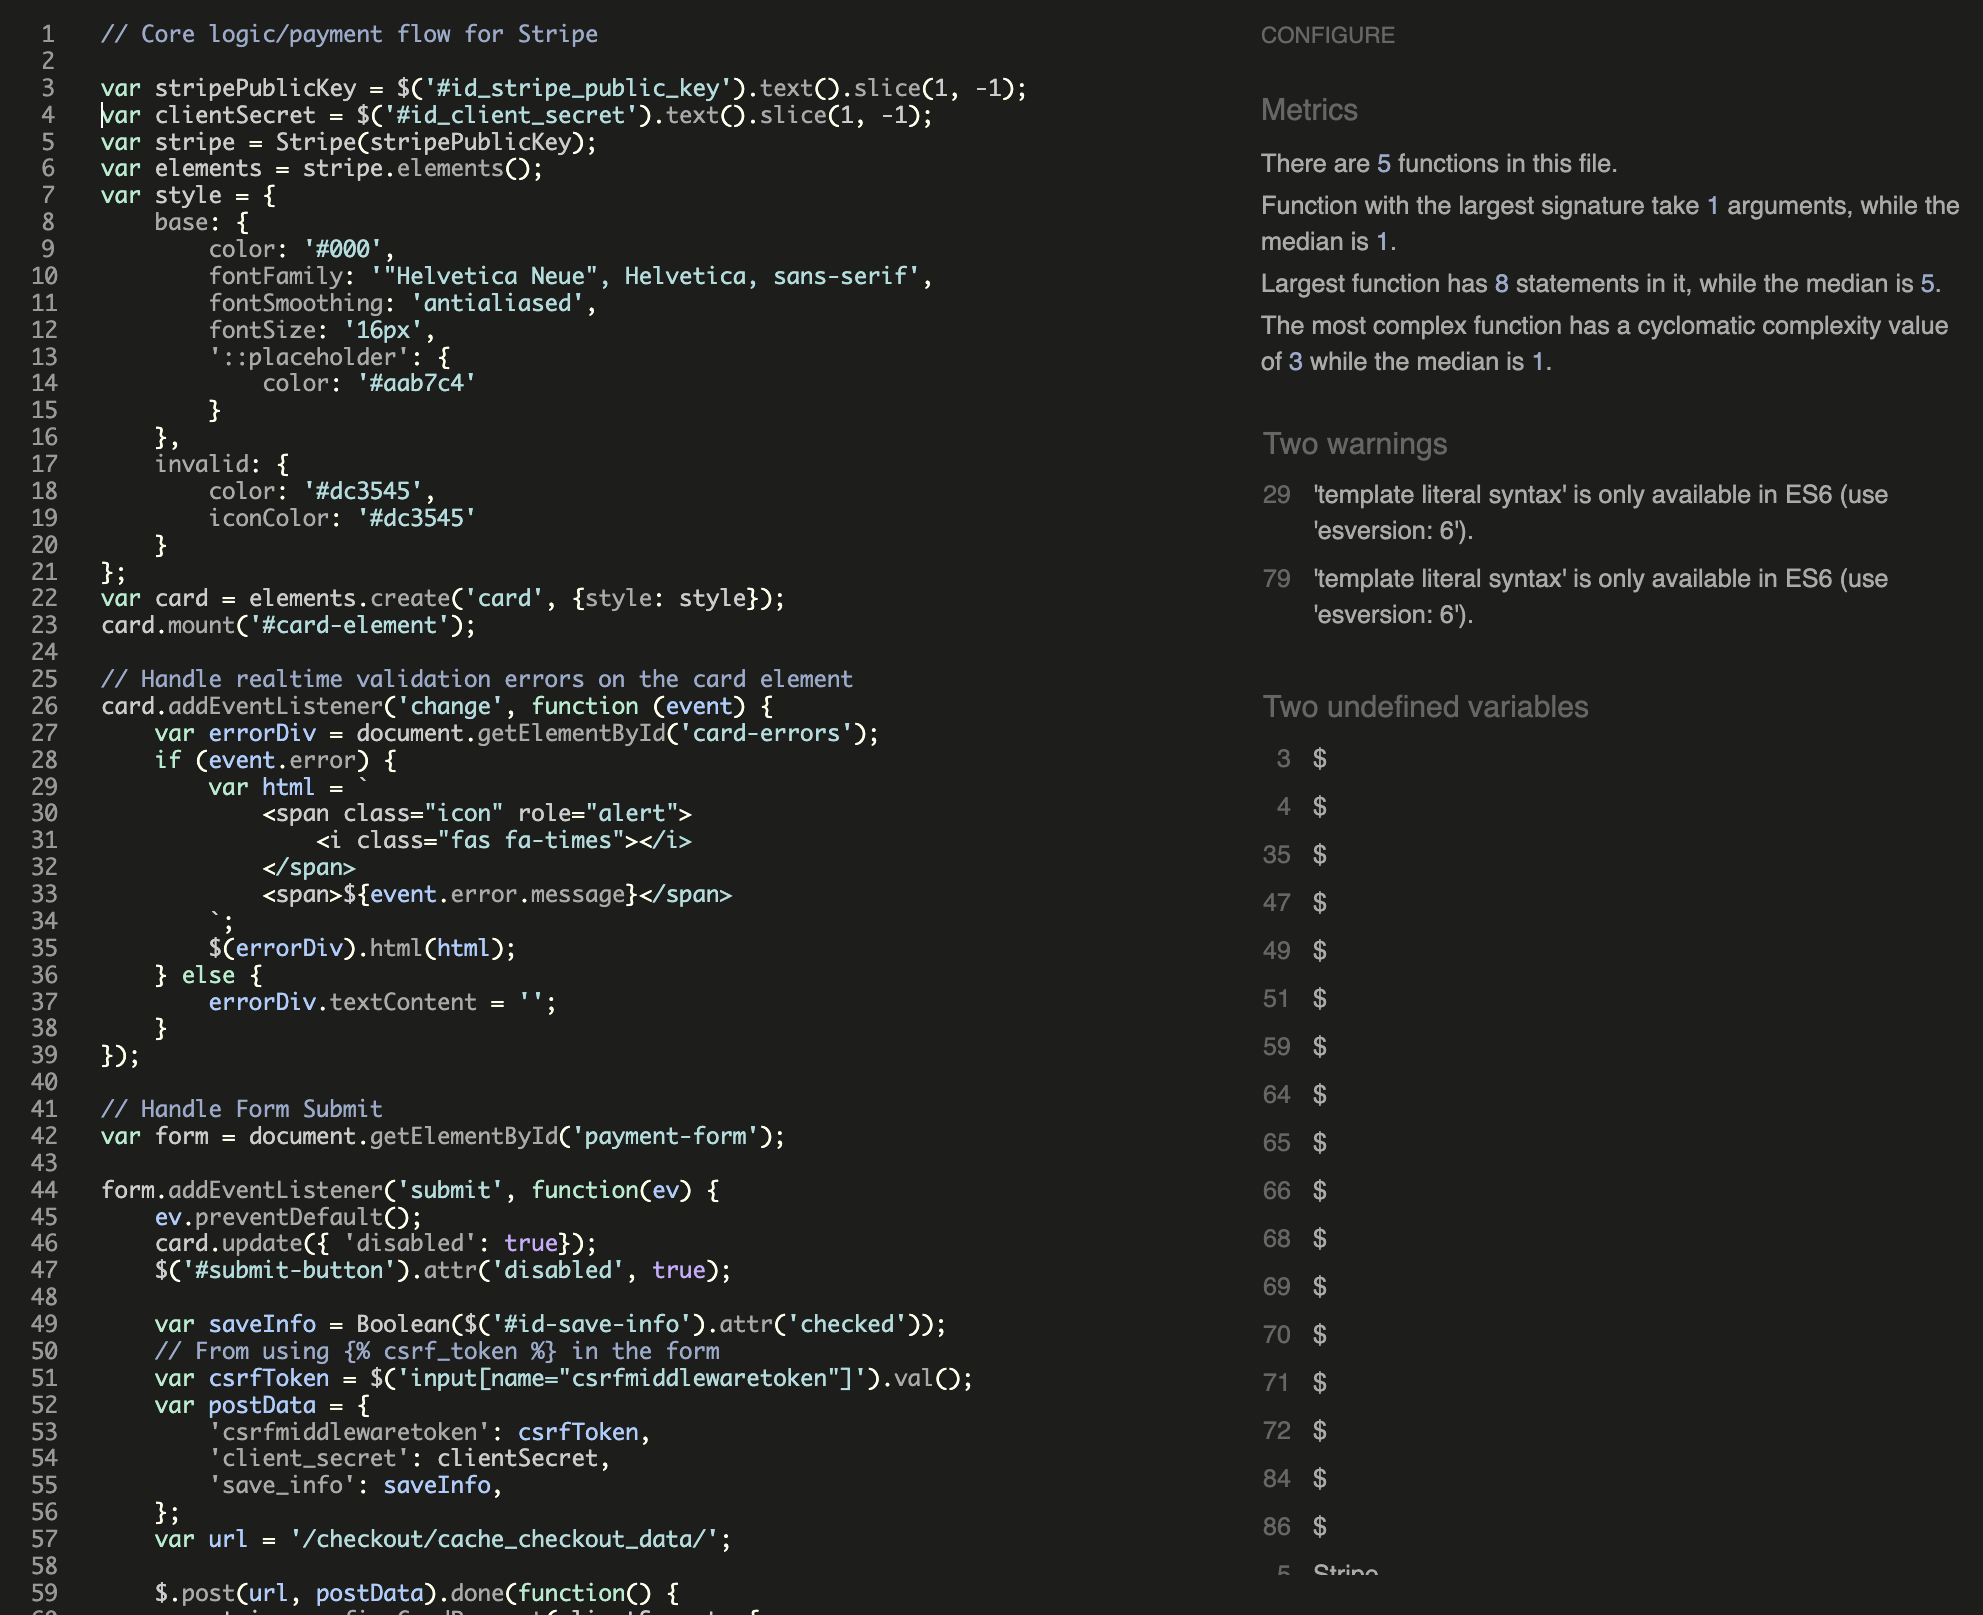 1 // Core logic/payment flow for Stripe
2
3 var stripePublicKey = $('#id_stripe_public_key').text().slice(1, -1);
4 var clientSecret = $('#id_client_secret').text().slice(1, -1);
5 var stripe = Stripe(stripePublicKey);
6 var elements = stripe.elements();
7 var style = {
8     base: {
9         color: '#000',
10         fontFamily: '"Helvetica Neue", Helvetica, sans-serif',
11         fontSmoothing: 'antialiased',
12         fontSize: '16px',
13         '::placeholder': {
14             color: '#aab7c4'
15         }
16     },
17     invalid: {
18         color: '#dc3545',
19         iconColor: '#dc3545'
20     }
21 };
22 var card = elements.create('card', {style: style});
23 card.mount('#card-element');
24
25 // Handle realtime validation errors on the card element
26 card.addEventListener('change', function (event) {
27     var errorDiv = document.getElementById('card-errors');
28     if (event.error) {
29         var html = `
30             <span class="icon" role="alert">
31                 <i class="fas fa-times"></i>
32             </span>
33             <span>${event.error.message}</span>
34         `;
35         $(errorDiv).html(html);
36     } else {
37         errorDiv.textContent = '';
38     }
39 });
40
41 // Handle Form Submit
42 var form = document.getElementById('payment-form');
43
44 form.addEventListener('submit', function(ev) {
45     ev.preventDefault();
46     card.update({ 'disabled': true});
47     $('#submit-button').attr('disabled', true);
48
49     var saveInfo = Boolean($('#id-save-info').attr('checked'));
50     // From using {% csrf_token %} in the form
51     var csrfToken = $('input[name="csrfmiddlewaretoken"]').val();
52     var postData = {
53         'csrfmiddlewaretoken': csrfToken,
54         'client_secret': clientSecret,
55         'save_info': saveInfo,
56     };
57     var url = '/checkout/cache_checkout_data/';
58
59     $.post(url, postData).done(function() {
CONFIGURE
Metrics
There are 5 functions in this file.
Function with the largest signature take 1 arguments, while the
median is 1.
Largest function has 8 statements in it, while the median is 5.
The most complex function has a cyclomatic complexity value
of 3 while the median is 1.
Two warnings
29 'template literal syntax' is only available in ES6 (use
'esversion: 6').
79 'template literal syntax' is only available in ES6 (use
'esversion: 6').
Two undefined variables
3 $
4 $
35 $
47 $
49 $
51 $
59 $
64 $
65 $
66 $
68 $
69 $
70 $
71 $
72 $
84 $
86 $
5 Stripe